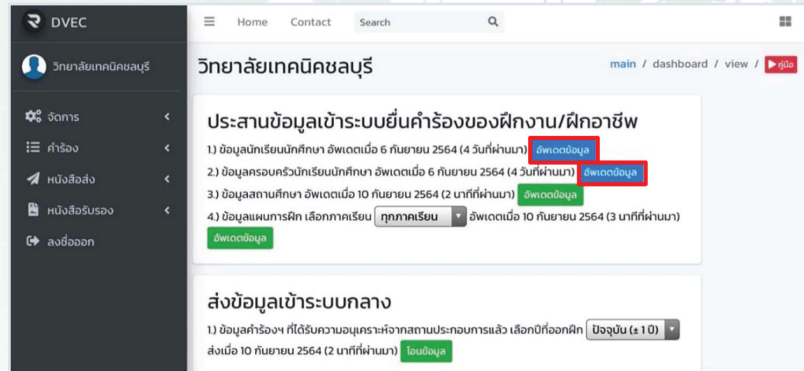 DVEC
Home Contact Search
วิทยาลัยเทคนิคชลบุรี
วิทยาลัยเทคนิคชลบุรี
main / dashboard / view / คู่มือ
จัดการ
คำร้อง
หนังสือส่ง
หนังสือรับรอง
ลงชื่อออก
ประสานข้อมูลเข้าระบบยื่นคำร้องของฝึกงาน/ฝึกอาชีพ
1.) ข้อมูลนักเรียนนักศึกษา อัพเดตเมื่อ 6 กันยายน 2564 (4 วันที่ผ่านมา) อัพเดตข้อมูล
2.) ข้อมูลครอบครัวนักเรียนนักศึกษา อัพเดตเมื่อ 6 กันยายน 2564 (4 วันที่ผ่านมา) อัพเดตข้อมูล
3.) ข้อมูลสถานศึกษา อัพเดตเมื่อ 10 กันยายน 2564 (2 นาทีที่ผ่านมา) อัพเดตข้อมูล
4.) ข้อมูลแผนการฝึก เลือกภาคเรียน ทุกภาคเรียน อัพเดตเมื่อ 10 กันยายน 2564 (3 นาทีที่ผ่านมา)
อัพเดตข้อมูล
ส่งข้อมูลเข้าระบบกลาง
1.) ข้อมูลคำร้องฯ ที่ได้รับความอนุเคราะห์จากสถานประกอบการแล้ว เลือกปีที่ออกฝึก ปัจจุบัน (± 1 ปี)
ส่งเมื่อ 10 กันยายน 2564 (2 นาทีที่ผ่านมา) โอนข้อมูล